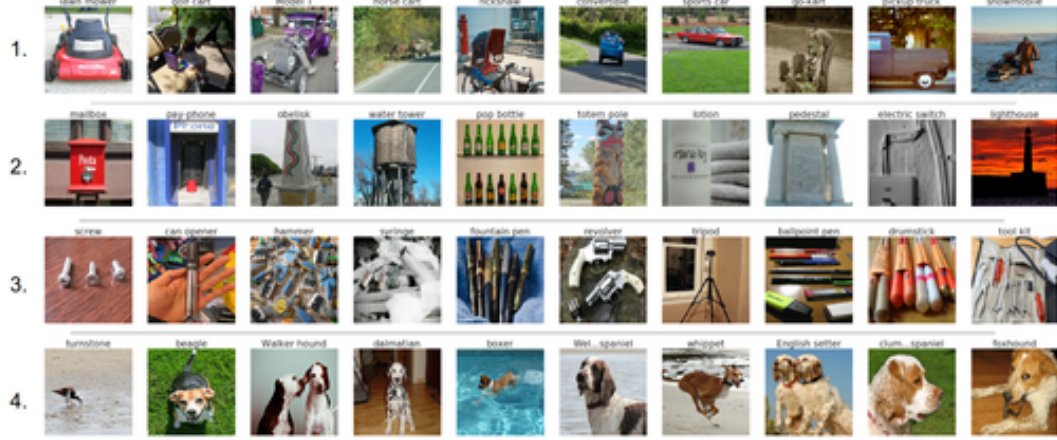 lawn mower golf cart Model T horse cart rickshaw convertible sports car go-kart pickup truck snowmobile
1.
mailbox pay-phone obelisk water tower pop bottle totem pole lotion pedestal electric switch lighthouse
2.
Posta
screw can opener hammer syringe fountain pen revolver tripod ballpoint pen drumstick tool kit
3.
turnstone beagle Walker hound dalmatian boxer Wel...spaniel whippet English setter clum...spaniel foxhound
4.